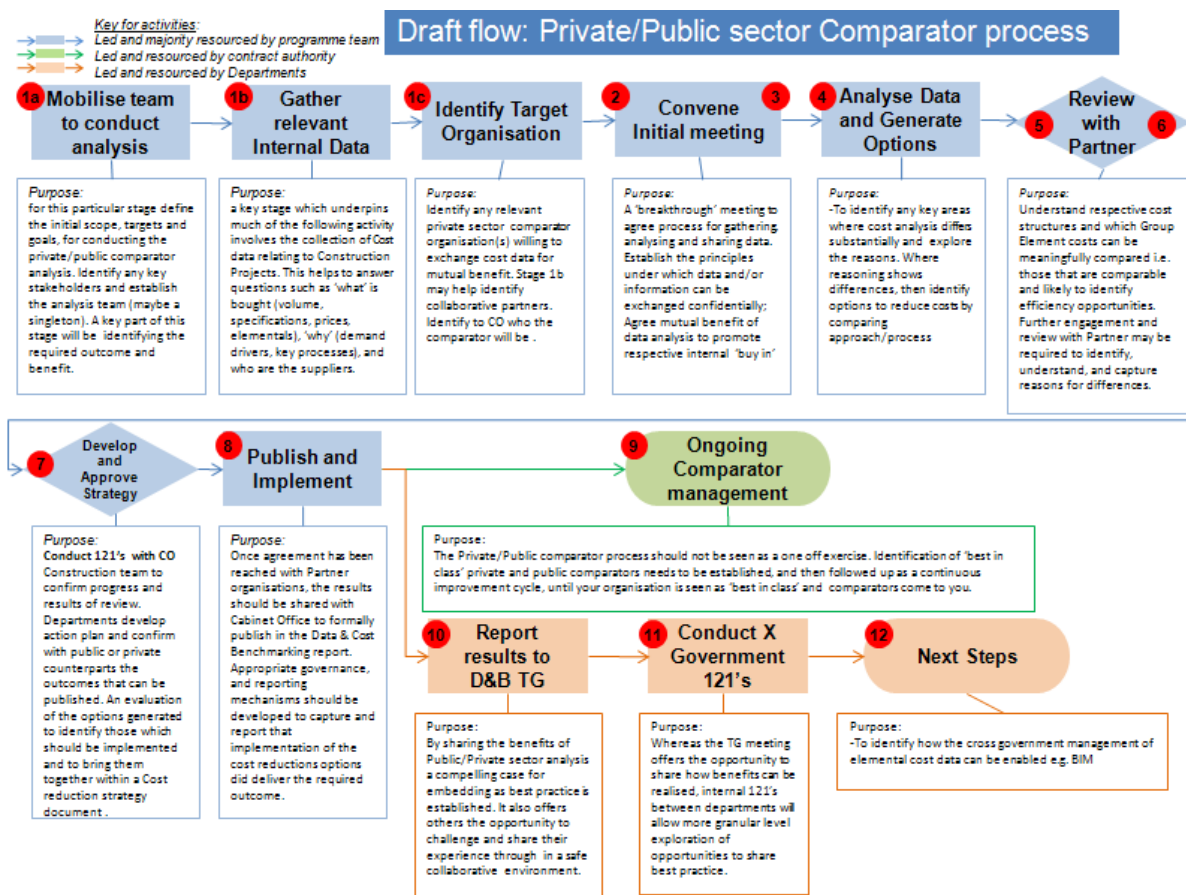 Key for activities:
Led and majority resourced by programme team
Led and resourced by contract authority
Led and resourced by Departments
Draft flow: Private/Public sector Comparator process
1a
Mobilise team
to conduct
analysis
1b
Gather
relevant
Internal Data
1c
Identify Target
Organisation
2
Convene
Initial meeting
3
4
Analyse Data
and Generate
Options
5
Review
with
Partner
6
Purpose:
for this particular stage define
the initial scope, targets and
goals, for conducting the
private/public comparator
analysis. Identify any key
stakeholders and establish
the analysis team (maybe a
singleton). A key part of this
stage will be identifying the
required outcome and
benefit.
Purpose:
a key stage which underpins
much of the following activity
involves the collection of Cost
data relating to Construction
Projects. This helps to answer
questions such as ‘what’ is
bought (volume,
specifications, prices,
elementals), ‘why’ (demand
drivers, key processes), and
who are the suppliers.
Purpose:
Identify any relevant
private sector comparator
organisation(s) willing to
exchange cost data for
mutual benefit. Stage 1b
may help identify
collaborative partners.
Identify to CO who the
comparator will be .
Purpose:
A ‘breakthrough’ meeting to
agree process for gathering,
analysing and sharing data.
Establish the principles
under which data and/or
information can be
exchanged confidentially;
Agree mutual benefit of
data analysis to promote
respective internal ‘buy in’
Purpose:
-To identify any key areas
where cost analysis differs
substantially and explore
the reasons. Where
reasoning shows
differences, then identify
options to reduce costs by
comparing
approach/process
Purpose:
Understand respective cost
structures and which Group
Element costs can be
meaningfully compared i.e.
those that are comparable
and likely to identify
efficiency opportunities.
Further engagement and
review with Partner may be
required to identify,
understand, and capture
reasons for differences.
7
Develop
and
Approve
Strategy
8
Publish and
Implement
9
Ongoing
Comparator
management
Purpose:
Conduct 121’s with CO
Construction team to
confirm progress and
results of review.
Departments develop
action plan and confirm
with public or private
counterparts the
outcomes that can be
published. An evaluation
of the options generated
to identify those which
should be implemented
and to bring them
together within a Cost
reduction strategy
document .
Purpose:
Once agreement has been
reached with Partner
organisations, the results
should be shared with
Cabinet Office to formally
publish in the Data & Cost
Benchmarking report.
Appropriate governance,
and reporting
mechanisms should be
developed to capture and
report that
implementation of the
cost reductions options
did deliver the required
outcome.
Purpose:
The Private/Public comparator process should not be seen as a one off exercise. Identification of ‘best in
class’ private and public comparators needs to be established, and then followed up as a continuous
improvement cycle, until your organisation is seen as ‘best in class’ and comparators come to you.
10
Report
results to
D&B TG
11
Conduct X
Government
121’s
12
Next Steps
Purpose:
By sharing the benefits of
Public/Private sector analysis
a compelling case for
embedding as best practice is
established. It also offers
others the opportunity to
challenge and share their
experience through in a safe
collaborative environment.
Purpose:
Whereas the TG meeting
offers the opportunity to
share how benefits can be
realised, internal 121’s
between departments will
allow more granular level
exploration of
opportunities to share
best practice.
Purpose:
-To identify how the cross government management of
elemental cost data can be enabled e.g. BIM